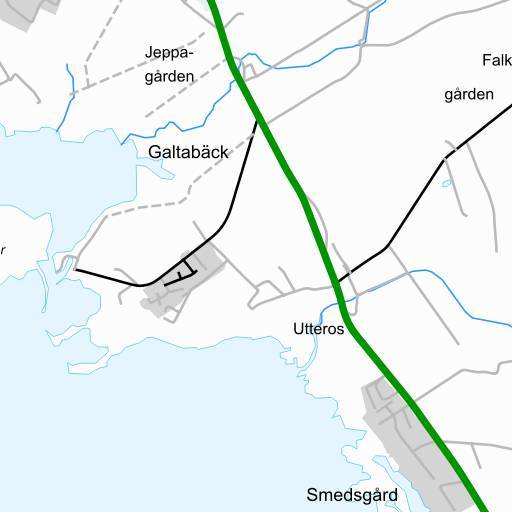 Jeppa-
gården
Falk
gården
Galtabäck
r
Utteros
Smedsgård